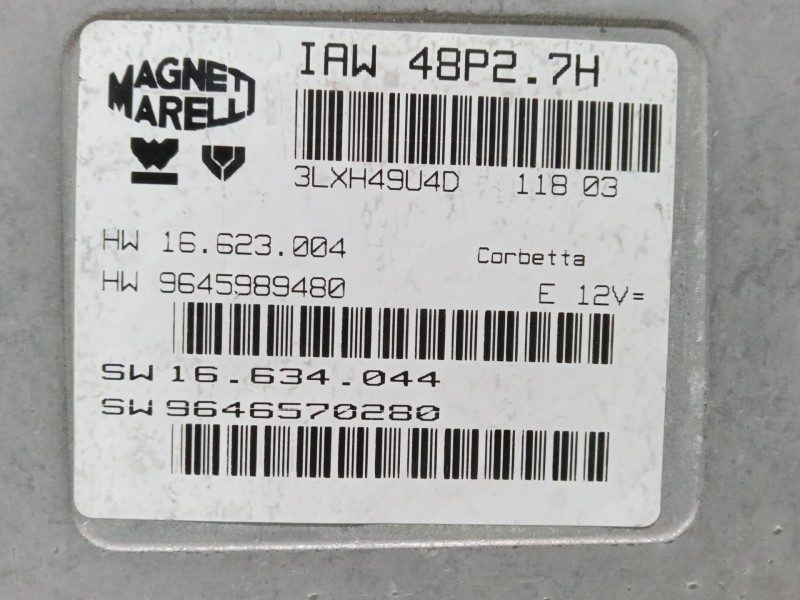 MAGNETI
MARELLI
IAW 48P2.7H
3LXH49U4D 118 03
HW 16.623.004
Corbetta
HW 9645989480
E 12V=
SW 16.634.044
SW 9646570280